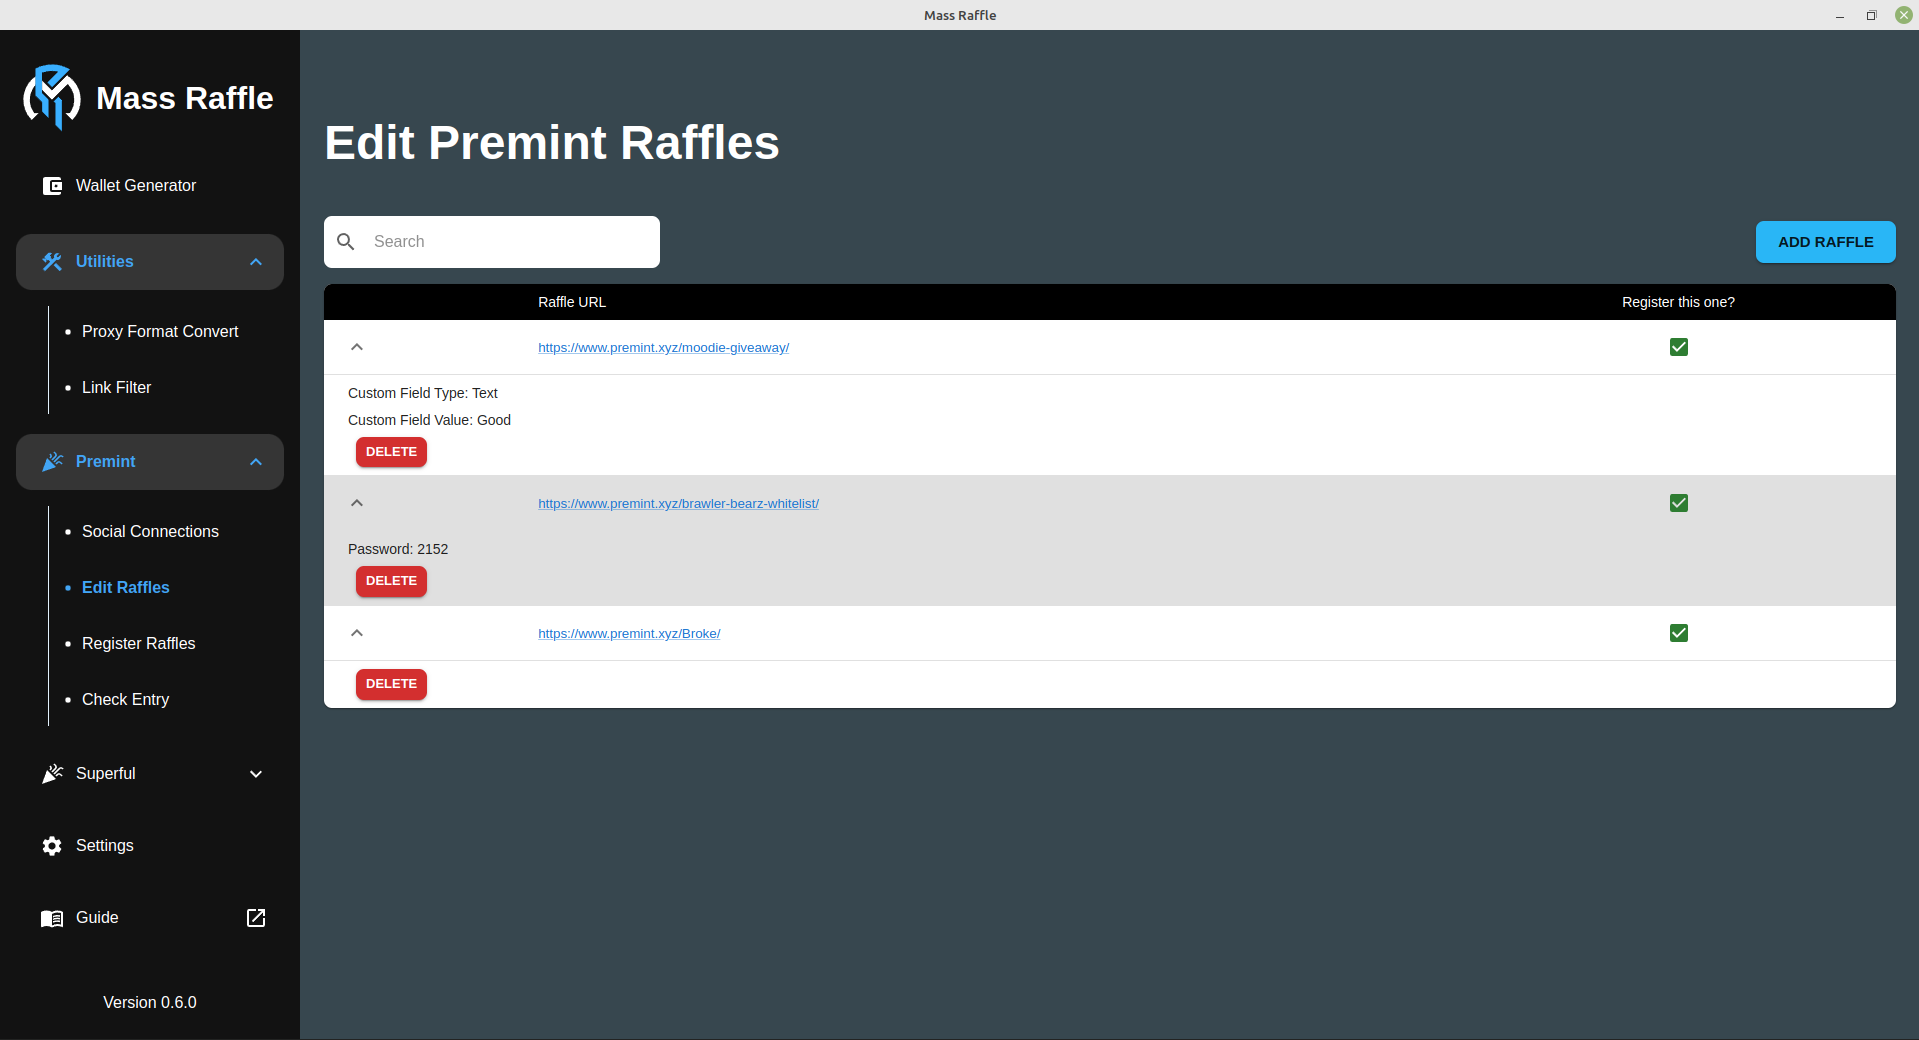 Mass Raffle
Mass Raffle
Wallet Generator
Utilities
Proxy Format Convert
Link Filter
Premint
Social Connections
Edit Raffles
Register Raffles
Check Entry
Superful
Settings
Guide
Version 0.6.0
Edit Premint Raffles
Search
ADD RAFFLE
Raffle URL Register this one?
https://www.premint.xyz/moodie-giveaway/
Custom Field Type: Text
Custom Field Value: Good
DELETE
https://www.premint.xyz/brawler-bearz-whitelist/
Password: 2152
DELETE
https://www.premint.xyz/Broke/
DELETE